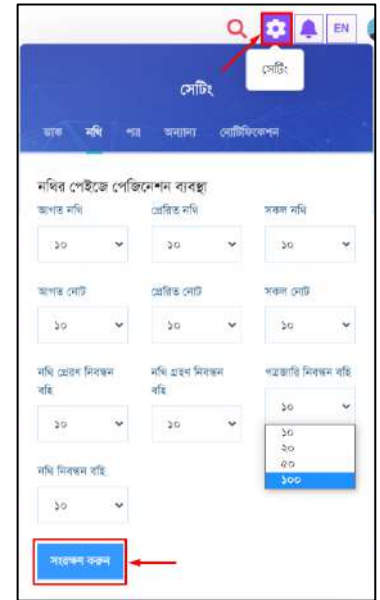 EN
সেটিং
সেটিং
ডাক নথি পত্র অন্যান্য নোটিফিকেশন
নথির পেইজে পেজিনেশন ব্যবস্থা
আগত নথি প্রেরিত নথি সকল নথি
১০ ১০ ১০
আগত নোট প্রেরিত নোট সকল নোট
১০ ১০ ১০
নথি প্রেরণ নিবন্ধন বহি নথি গ্রহণ নিবন্ধন বহি পত্রজারি নিবন্ধন বহি
১০ ১০ ১০
১০
২০
৫০
১০০
নথি নিবন্ধন বহি
১০
সংরক্ষণ করুন